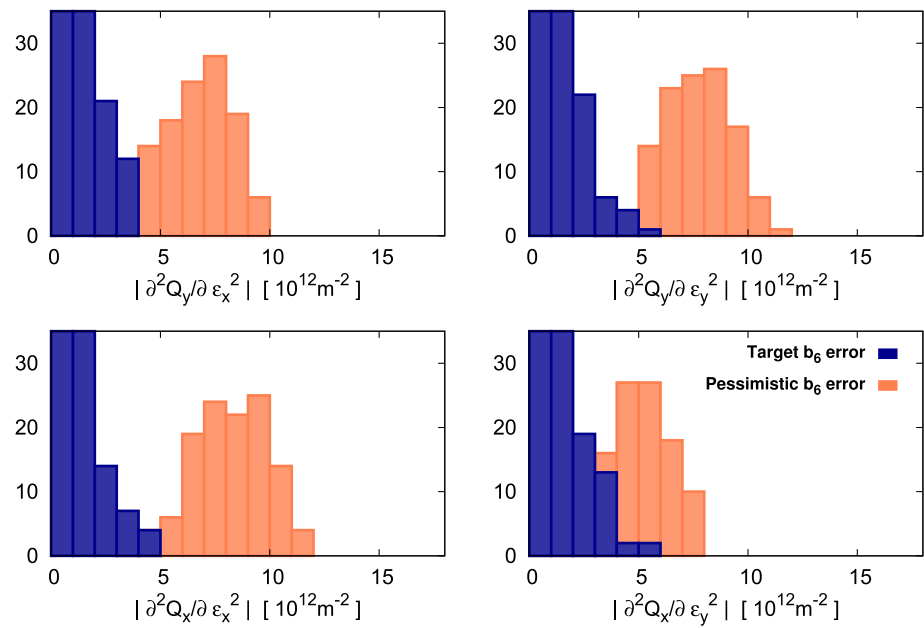 30
20
10
0
0 5 10 15
| ∂²Q_y/∂ ε_x² | [ 10¹²m⁻² ]
30
20
10
0
0 5 10 15
| ∂²Q_y/∂ ε_y² | [ 10¹²m⁻² ]
30
20
10
0
0 5 10 15
| ∂²Q_x/∂ ε_x² | [ 10¹²m⁻² ]
Target b₆ error
Pessimistic b₆ error
30
20
10
0
0 5 10 15
| ∂²Q_x/∂ ε_y² | [ 10¹²m⁻² ]